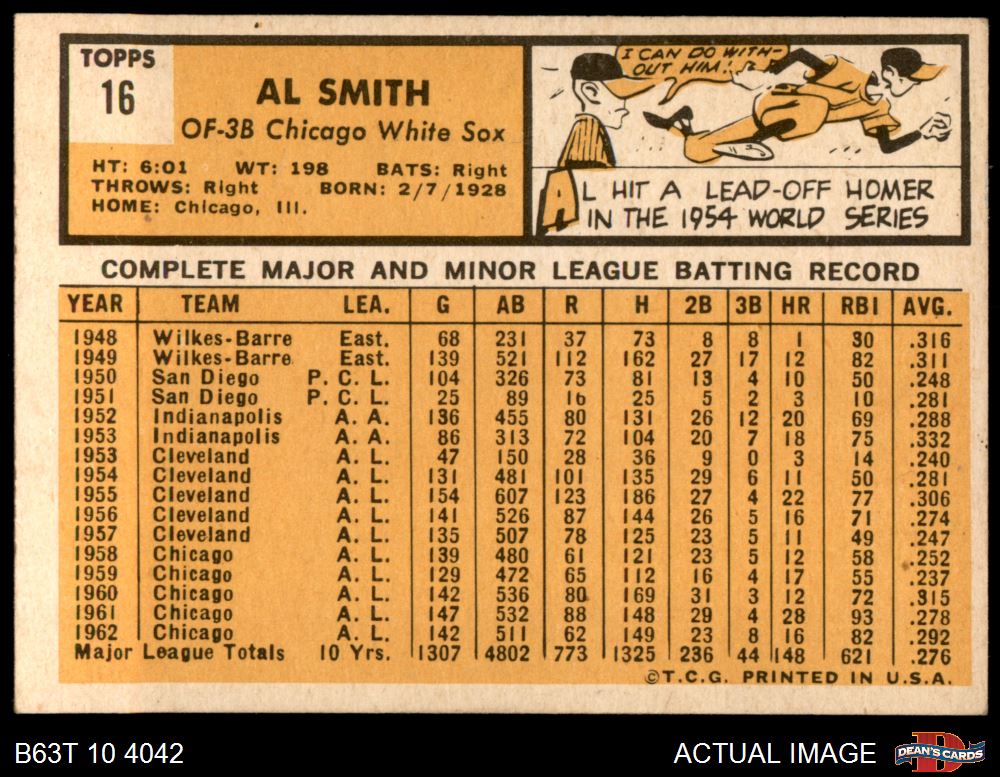 TOPPS
16
AL SMITH
OF-3B Chicago White Sox
HT: 6:01 WT: 198 BATS: Right
THROWS: Right BORN: 2/7/1928
HOME: Chicago, Ill.
I CAN DO WITH-
OUT HIM!
AL HIT A LEAD-OFF HOMER
IN THE 1954 WORLD SERIES
COMPLETE MAJOR AND MINOR LEAGUE BATTING RECORD
YEAR TEAM LEA. G AB R H 2B 3B HR RBI AVG.
1948 Wilkes-Barre East. 68 231 37 73 8 8 1 30 .316
1949 Wilkes-Barre East. 139 521 112 162 27 17 12 82 .311
1950 San Diego P. C. L. 104 326 73 81 13 4 10 50 .248
1951 San Diego P. C. L. 25 89 16 25 5 2 3 10 .281
1952 Indianapolis A. A. 136 455 80 131 26 12 20 69 .288
1953 Indianapolis A. A. 86 313 72 104 20 7 18 75 .332
1953 Cleveland A. L. 47 150 28 36 9 0 3 14 .240
1954 Cleveland A. L. 131 481 101 135 29 6 11 50 .281
1955 Cleveland A. L. 154 607 123 186 27 4 22 77 .306
1956 Cleveland A. L. 141 526 87 144 26 5 16 71 .274
1957 Cleveland A. L. 135 507 78 125 23 5 11 49 .247
1958 Chicago A. L. 139 480 61 121 23 5 12 58 .252
1959 Chicago A. L. 129 472 65 112 16 4 17 55 .237
1960 Chicago A. L. 142 536 80 169 31 3 12 72 .315
1961 Chicago A. L. 147 532 88 148 29 4 28 93 .278
1962 Chicago A. L. 142 511 62 149 23 8 16 82 .292
Major League Totals 10 Yrs. 1307 4802 773 1325 236 44 148 621 .276
©T.C.G. PRINTED IN U.S.A.
B63T 10 4042 ACTUAL IMAGE D DEAN'S CARDS